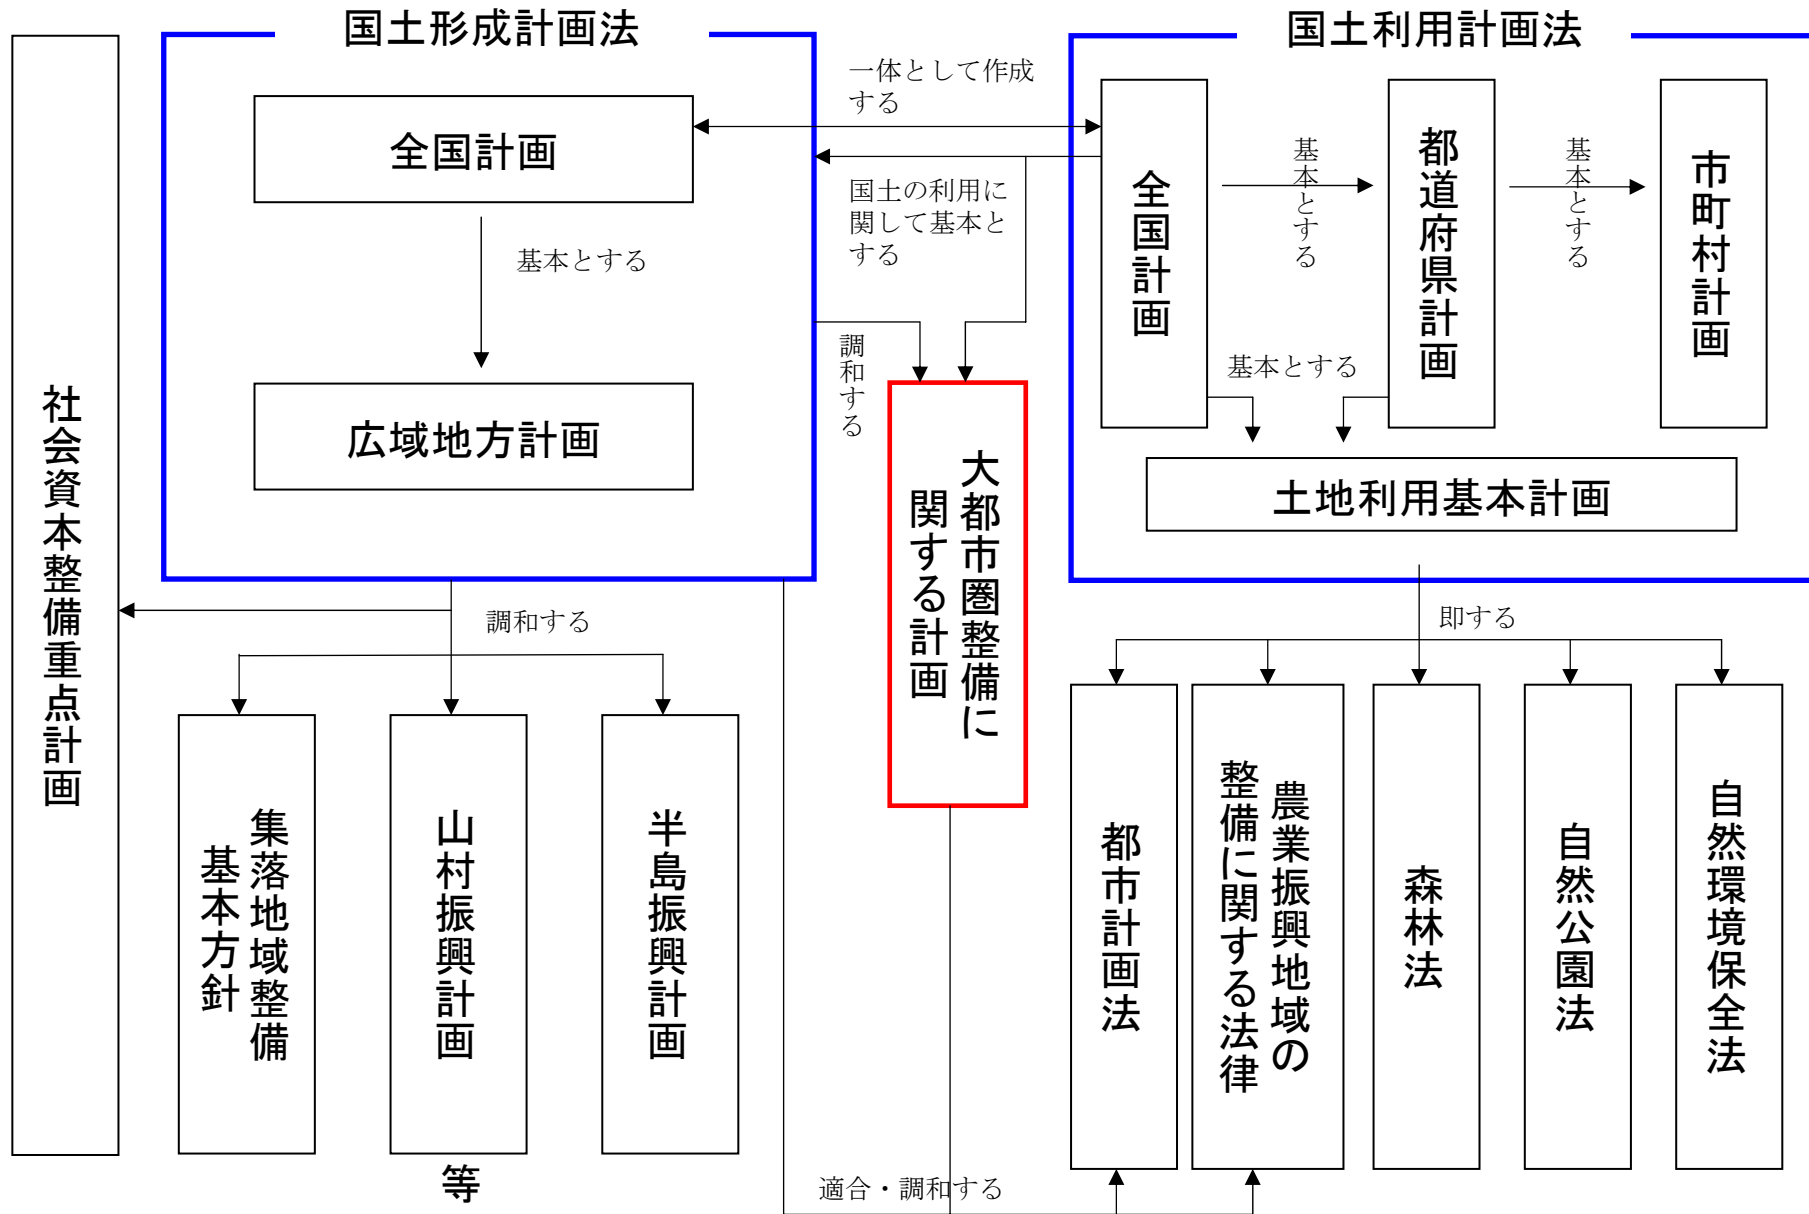 国土形成計画法
国土利用計画法
一体として作成
する
全国計画
国土の利用に
関して基本と
する
基本とする
広域地方計画
調和する
全国計画
基本とする
都道府県計画
基本とする
市町村計画
基本とする
土地利用基本計画
社会資本整備重点計画
大都市圏整備に
関する計画
調和する
即する
集落地域整備
基本方針
山村振興計画
半島振興計画
等
都市計画法
農業振興地域の
整備に関する法律
森林法
自然公園法
自然環境保全法
適合・調和する